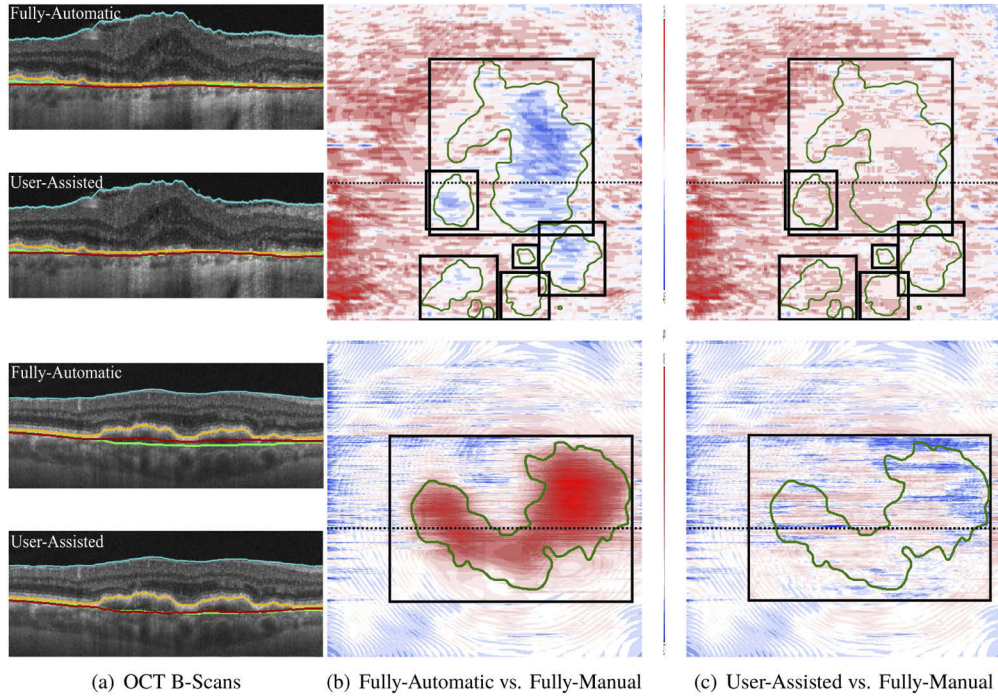 Fully-Automatic
User-Assisted
Fully-Automatic
User-Assisted
(a) OCT B-Scans
(b) Fully-Automatic vs. Fully-Manual
(c) User-Assisted vs. Fully-Manual